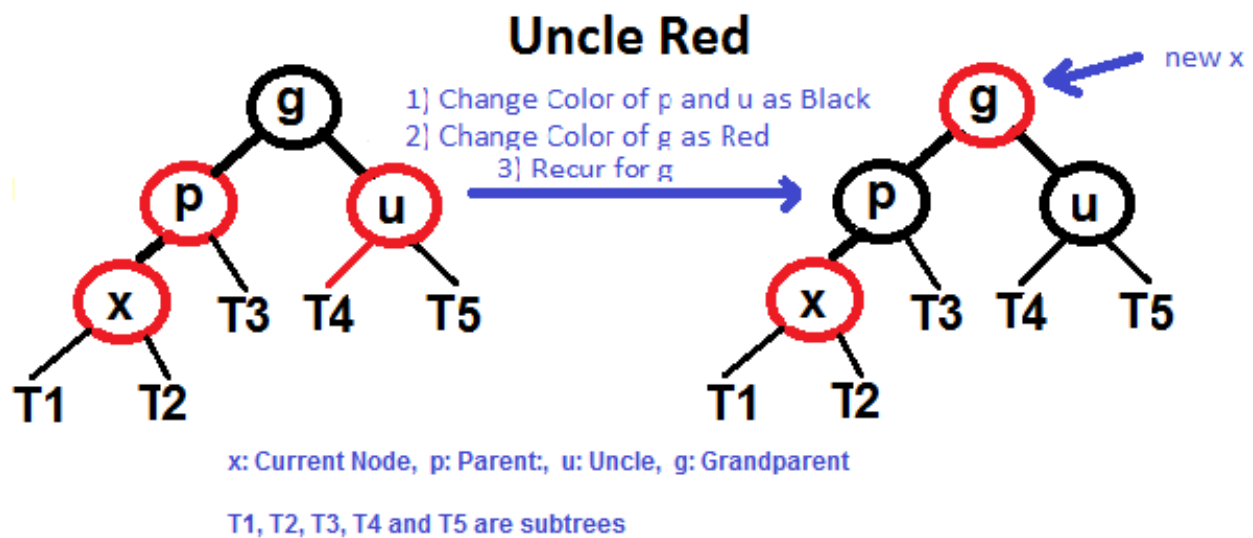 Uncle Red
new x
1) Change Color of p and u as Black
2) Change Color of g as Red
3) Recur for g
g
p
u
x
T3
T4
T5
T1
T2
g
p
u
x
T3
T4
T5
T1
T2
x: Current Node, p: Parent:, u: Uncle, g: Grandparent
T1, T2, T3, T4 and T5 are subtrees